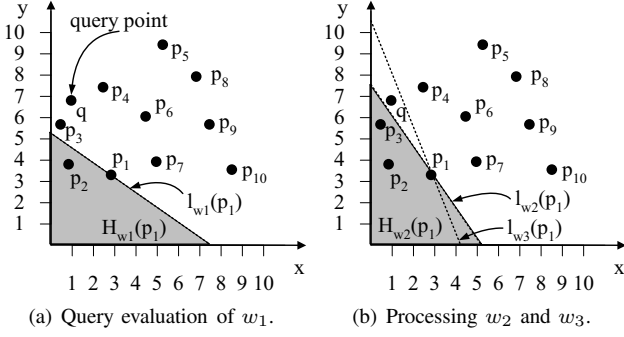 y
10
9
8
7
6
5
4
3
2
1
query point
p5
p8
p4
q
p6
p3
p9
p2
p1
p7
p10
lw1(p1)
Hw1(p1)
x
1 2 3 4 5 6 7 8 9 10
(a) Query evaluation of w1.
y
10
9
8
7
6
5
4
3
2
1
p5
p8
p4
q
p6
p3
p9
p2
p1
p7
p10
lw2(p1)
Hw2(p1)
lw3(p1)
x
1 2 3 4 5 6 7 8 9 10
(b) Processing w2 and w3.